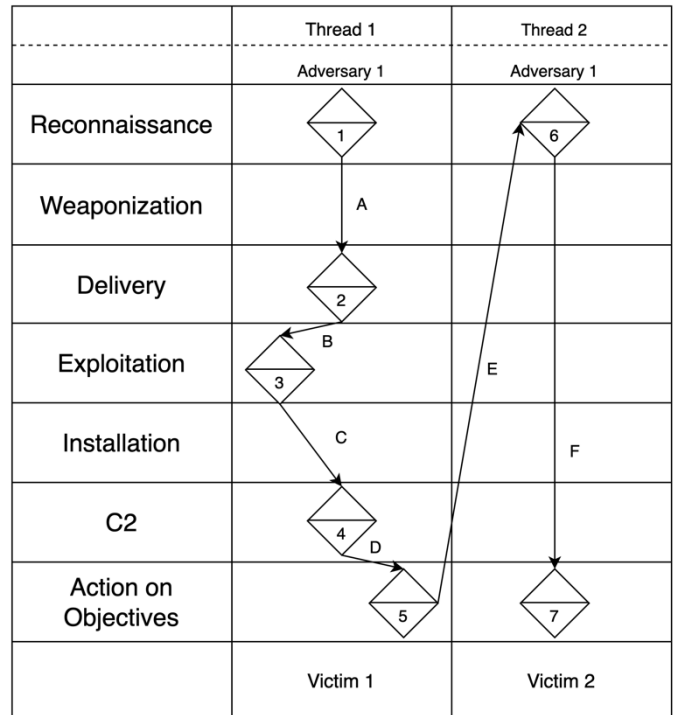 Thread 1
Thread 2
Adversary 1
Adversary 1
Reconnaissance
1
6
Weaponization
A
Delivery
2
B
Exploitation
3
E
Installation
C
F
C2
4
D
Action on
Objectives
5
7
Victim 1
Victim 2